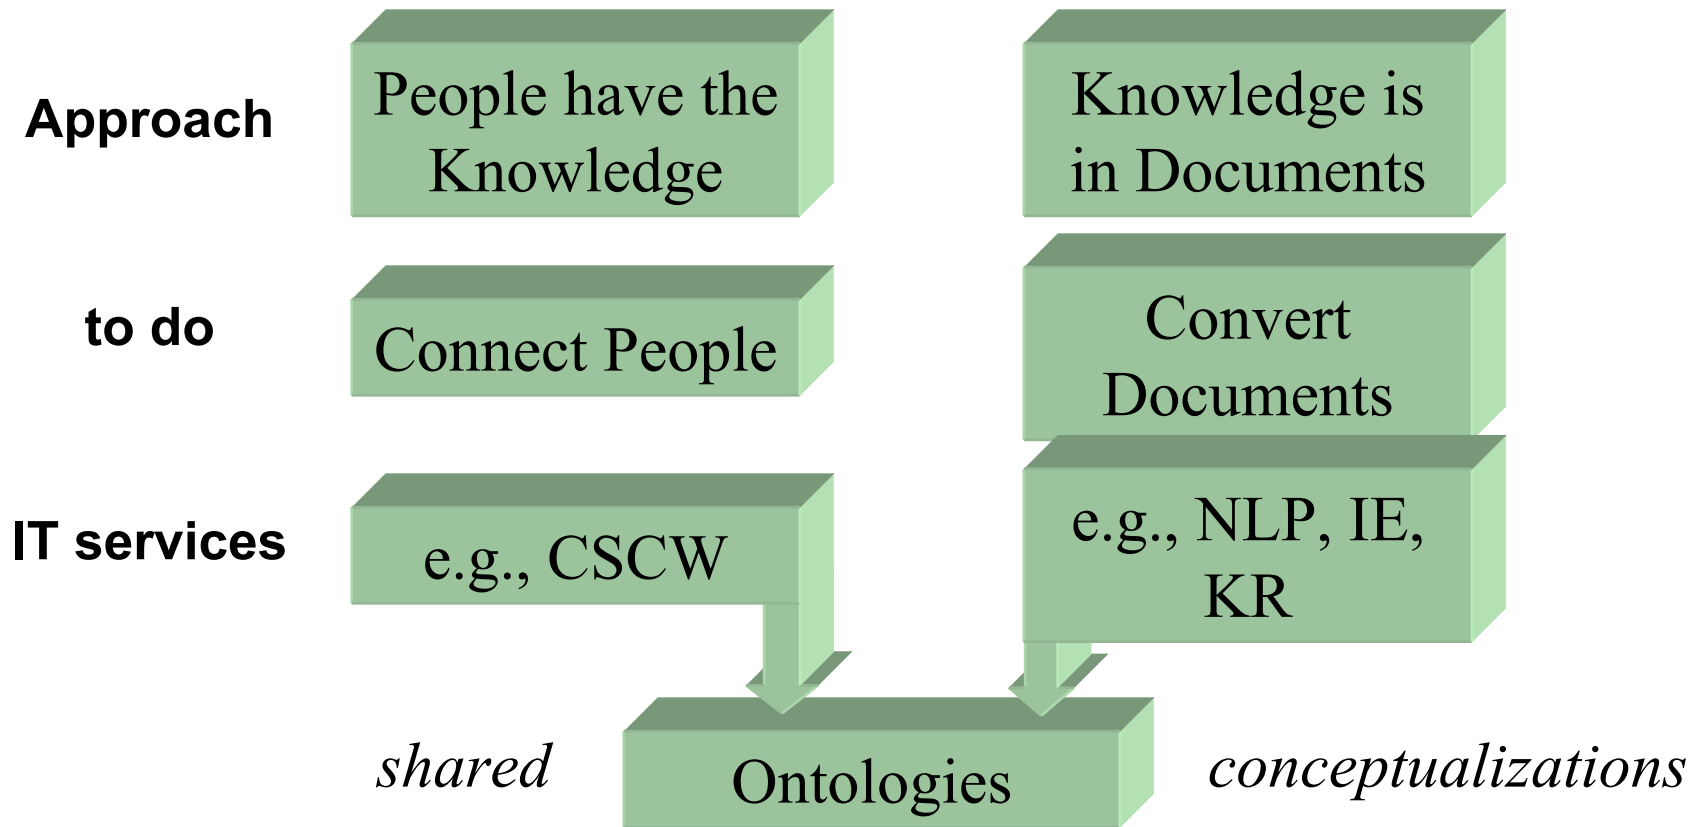 Approach
People have the
Knowledge
Knowledge is
in Documents
to do
Connect People
Convert
Documents
IT services
e.g., CSCW
e.g., NLP, IE,
KR
shared
Ontologies
conceptualizations